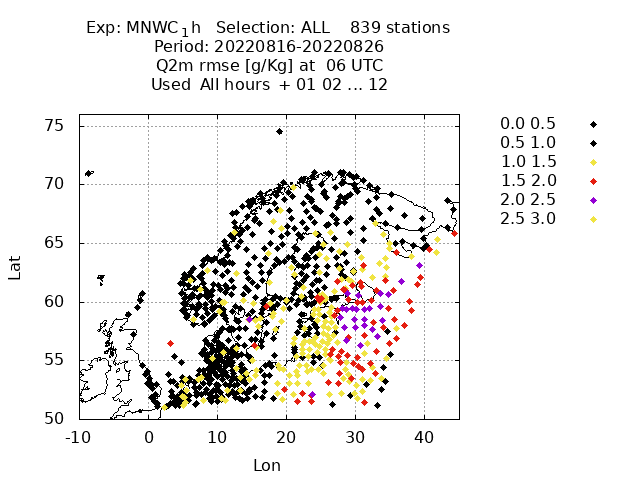 Exp: MNWC₁h   Selection: ALL    839 stations
Period: 20220816-20220826
Q2m rmse [g/Kg] at  06 UTC
Used  All hours  + 01 02 ... 12
75
70
65
60
55
50
Lat
-10 0 10 20 30 40
Lon
0.0 0.5
0.5 1.0
1.0 1.5
1.5 2.0
2.0 2.5
2.5 3.0